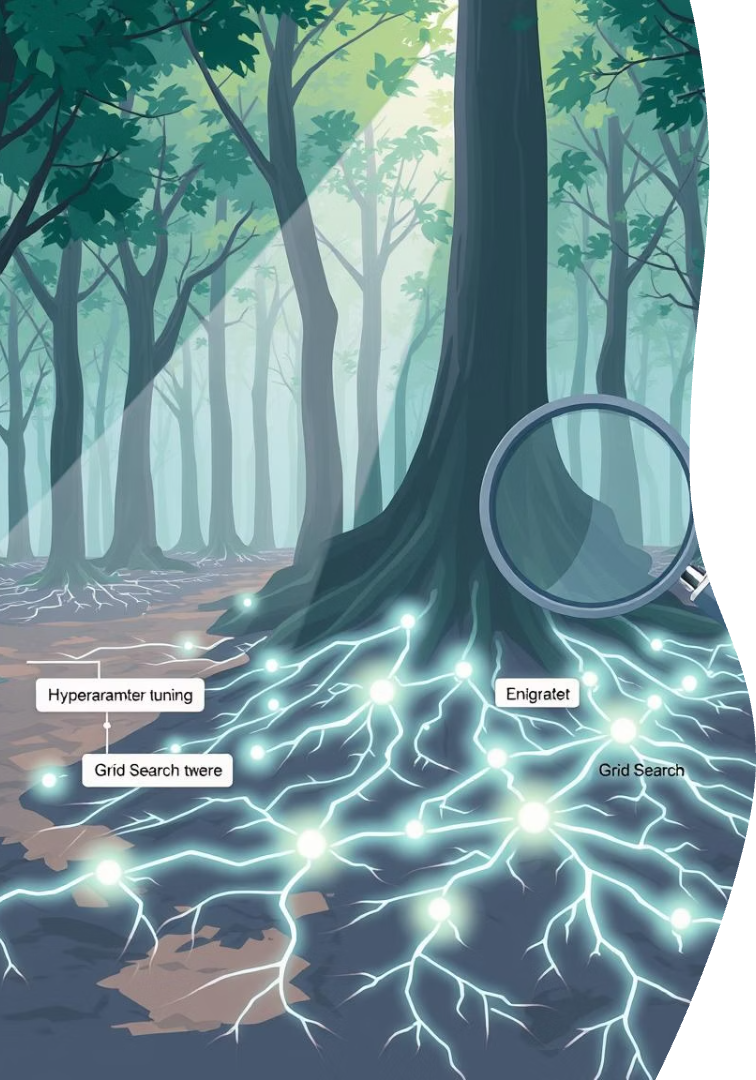 Hyperaramter tuning
Enigratet
Grid Search twere
Grid Search